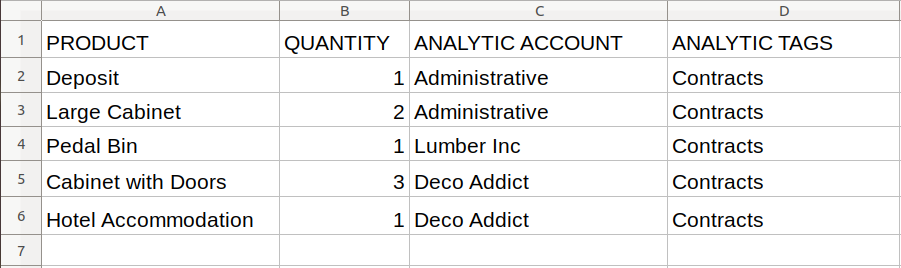 A B C D
1 PRODUCT QUANTITY ANALYTIC ACCOUNT ANALYTIC TAGS
2 Deposit 1 Administrative Contracts
3 Large Cabinet 2 Administrative Contracts
4 Pedal Bin 1 Lumber Inc Contracts
5 Cabinet with Doors 3 Deco Addict Contracts
6 Hotel Accommodation 1 Deco Addict Contracts
7